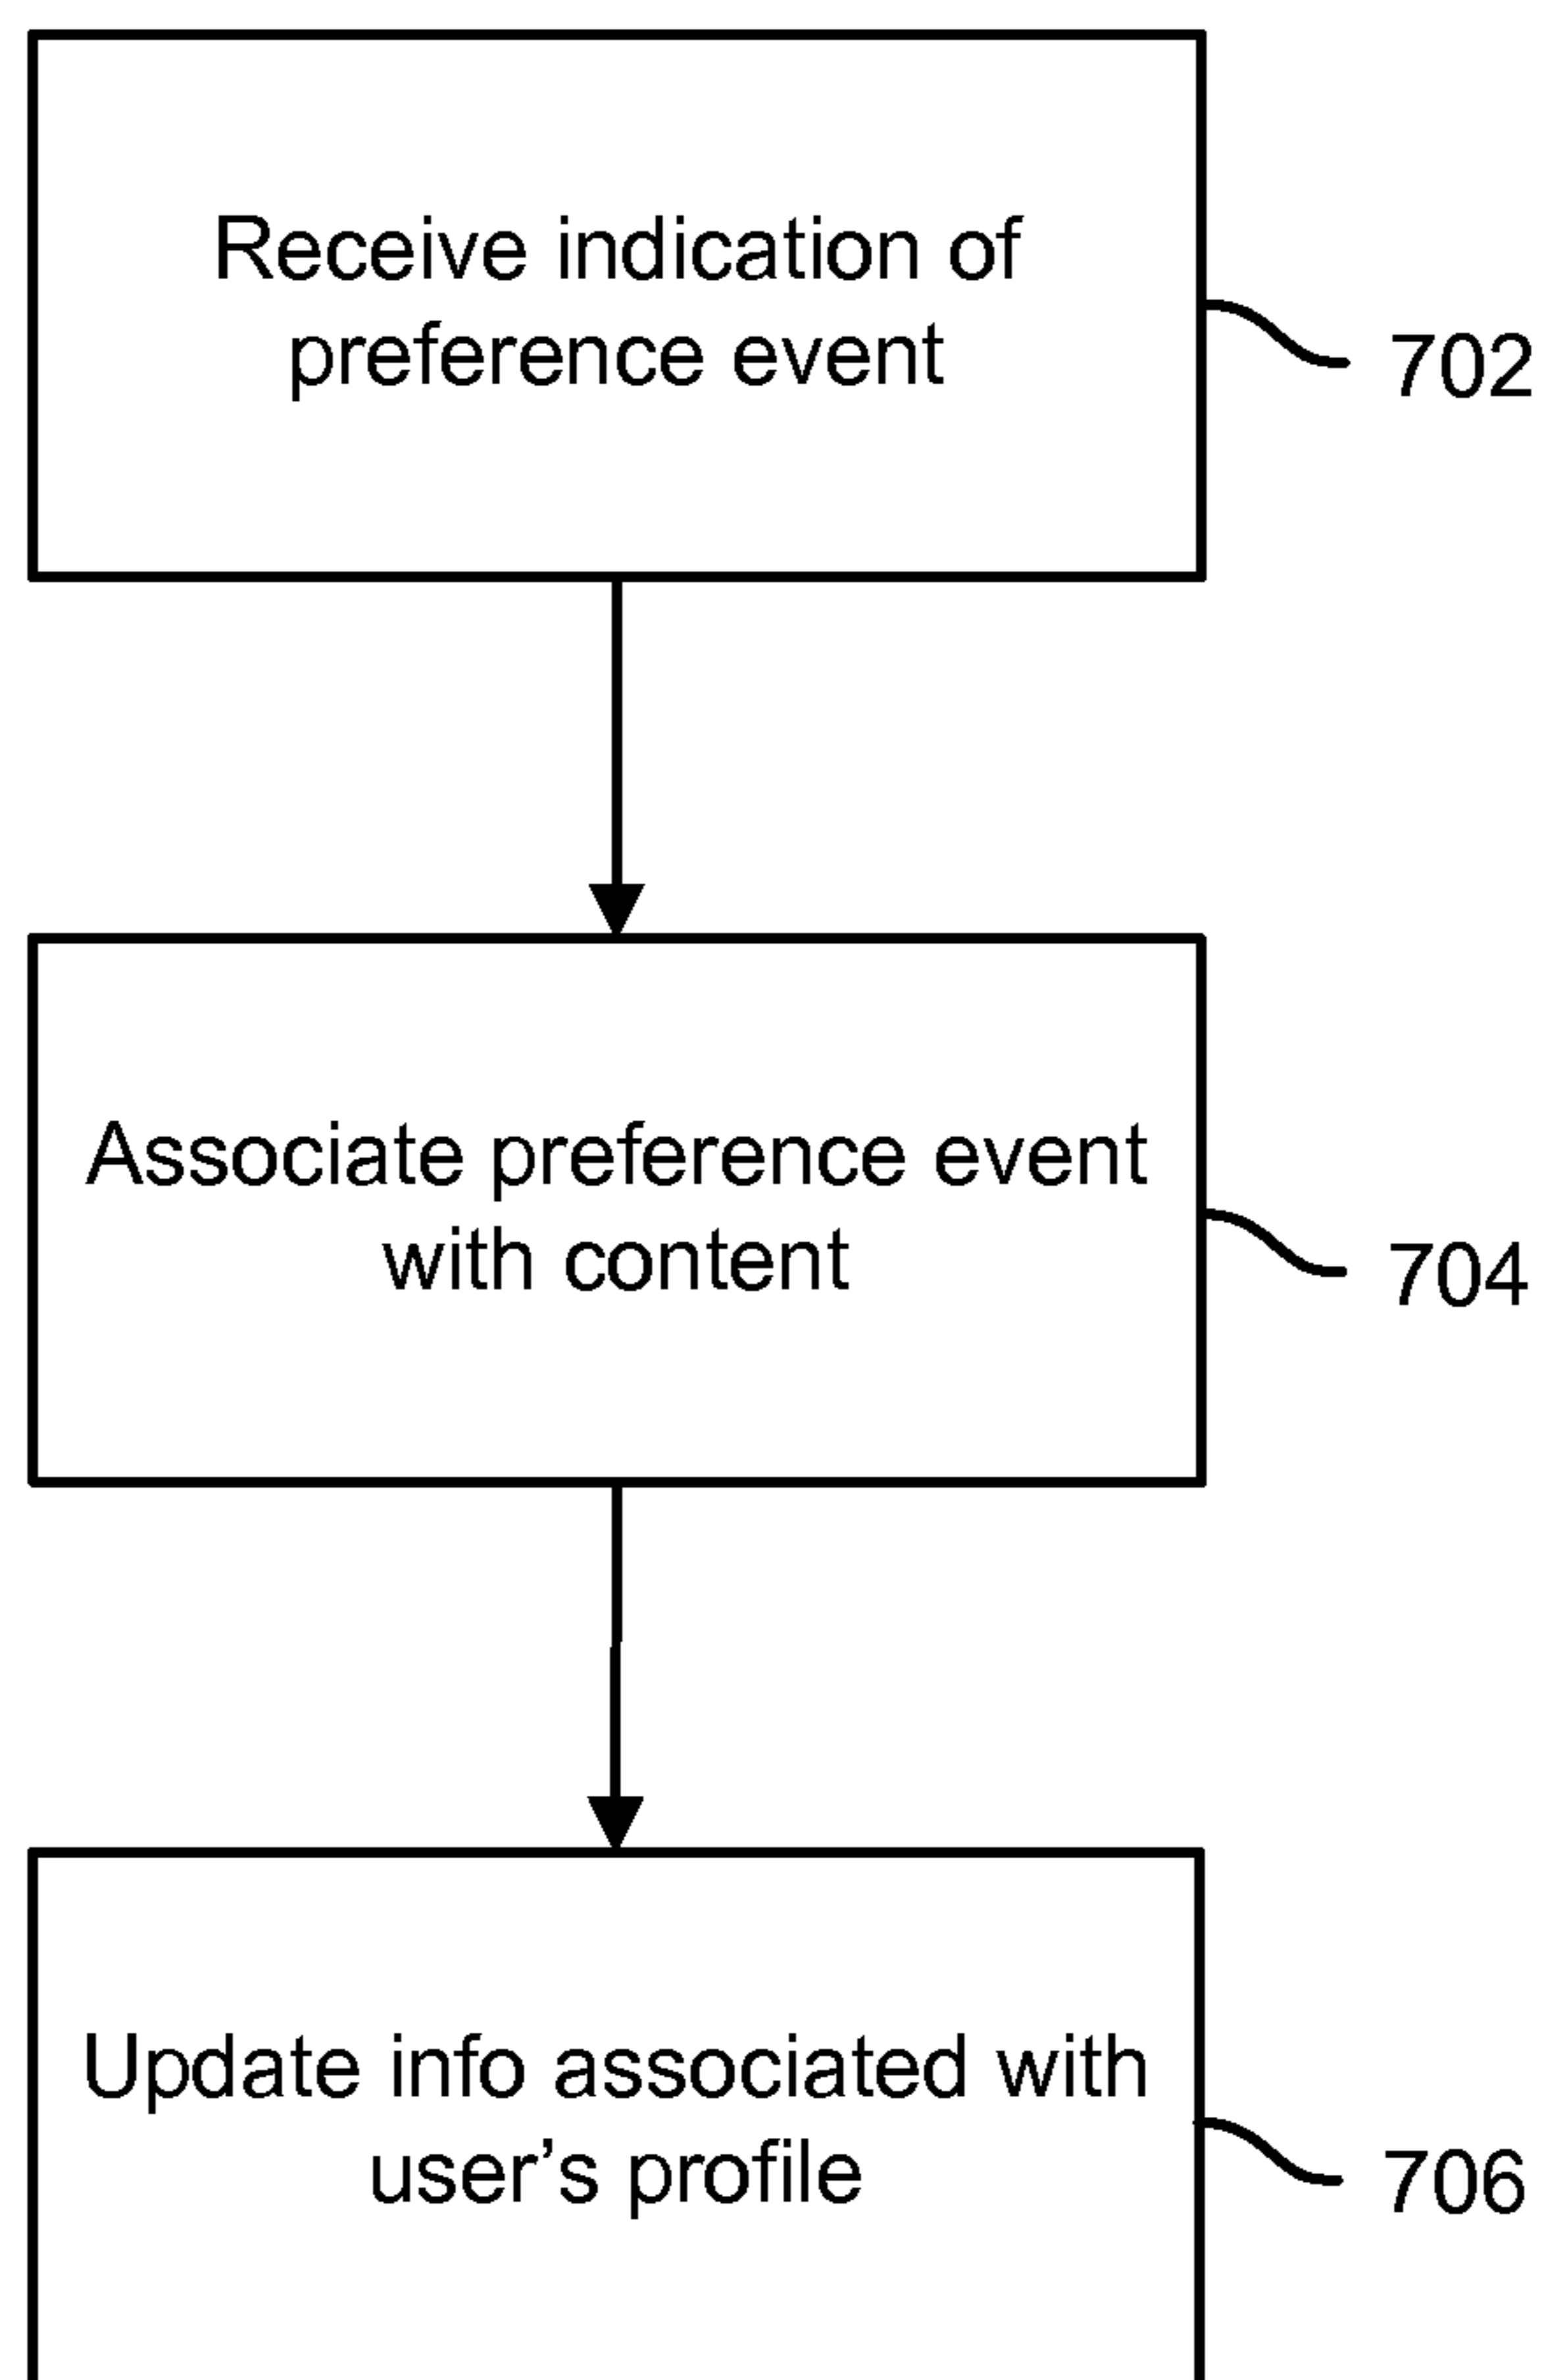 Receive indication of
preference event
702
Associate preference event
with content
704
Update info associated with
user’s profile
706